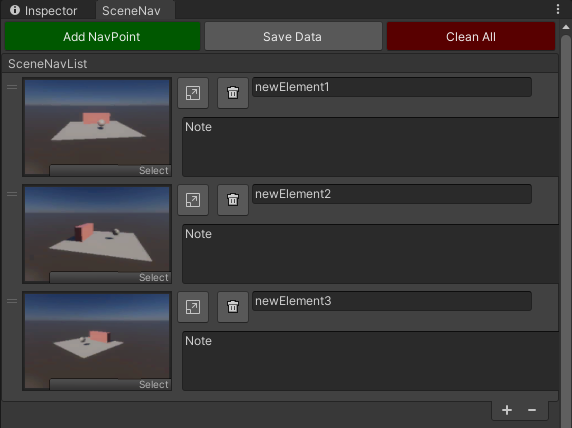 Inspector
SceneNav
Add NavPoint
Save Data
Clean All
SceneNavList
newElement1
Note
Select
newElement2
Note
Select
newElement3
Note
Select